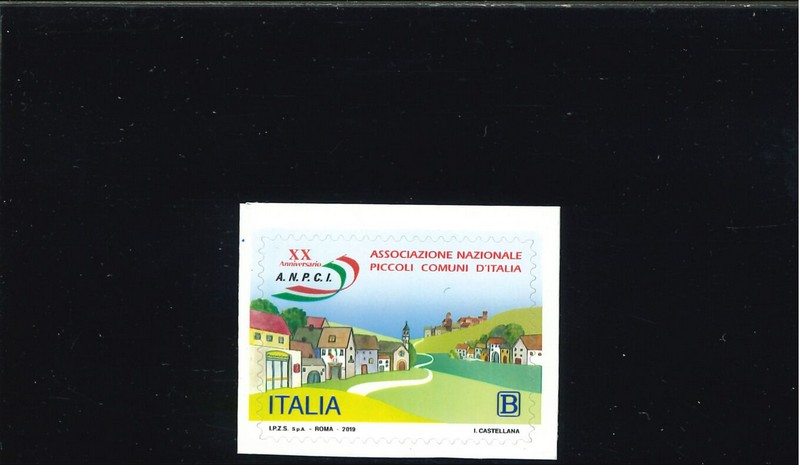 XX
Anniversario
A.N.P.C.I.
ASSOCIAZIONE NAZIONALE
PICCOLI COMUNI D'ITALIA
ITALIA
B
I.P.Z.S. S.p.A. - ROMA - 2019
I. CASTELLANA